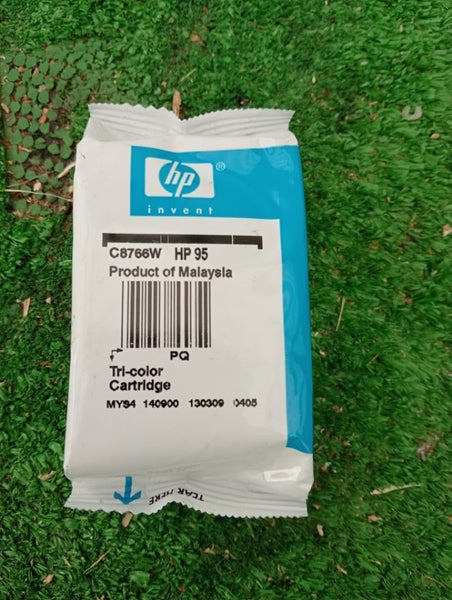 hp ®
invent
C8766W HP 95
Product of Malaysia
PQ
Tri-color
Cartridge
MYS4 140900 130309 0405
TEAR HERE